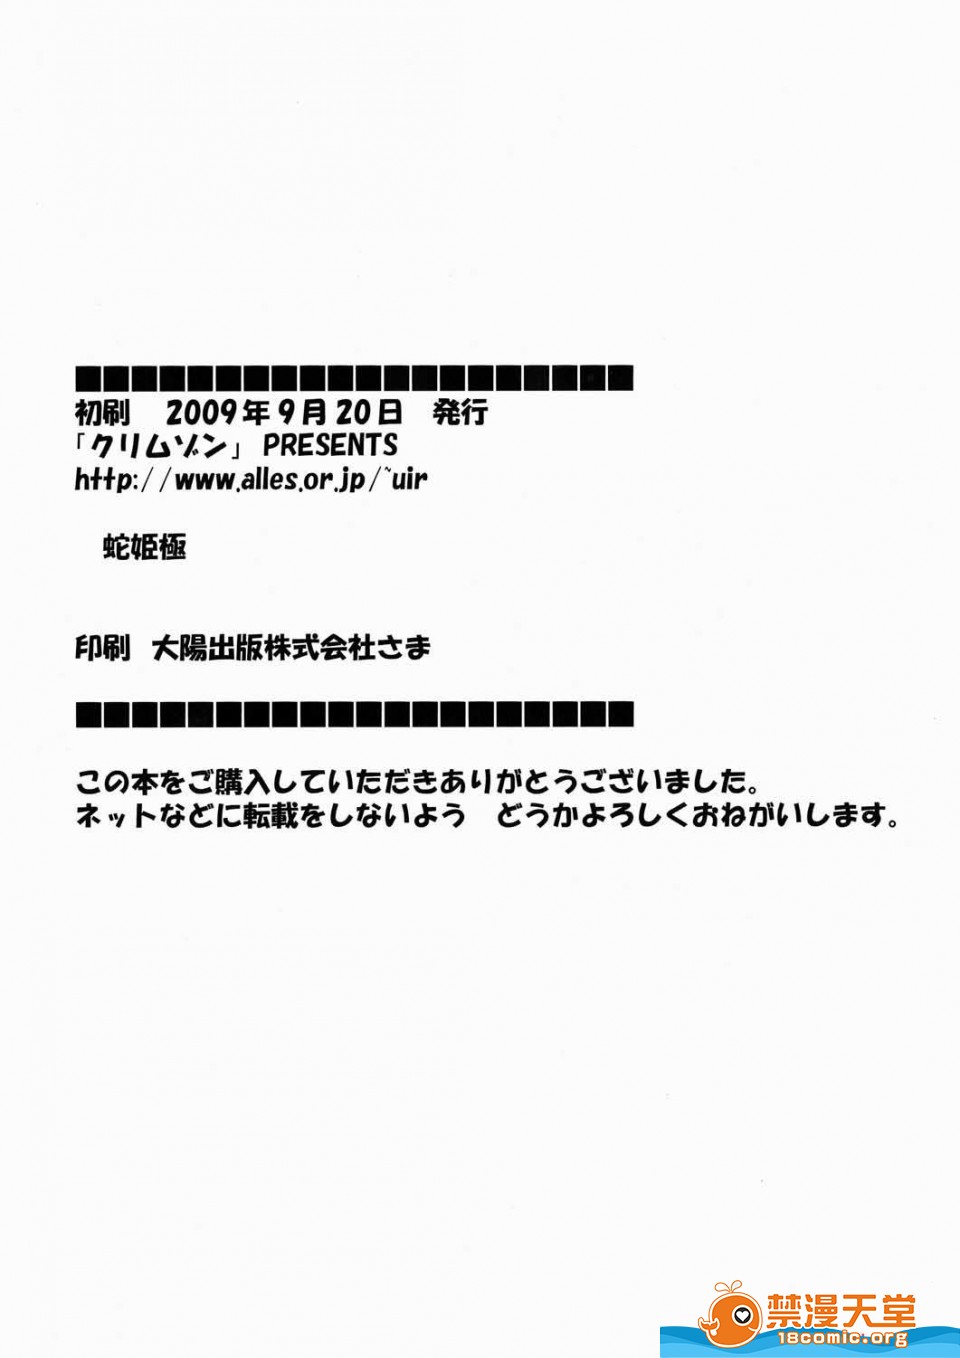 ■■■■■■■■■■■■■■■■■■■■
初刷　2009年9月20日　発行
「クリムゾン」 PRESENTS
http://www.alles.or.jp/~uir
蛇姫極
印刷　大陽出版株式会社さま
■■■■■■■■■■■■■■■■■■■■
この本をご購入していただきありがとうございました。
ネットなどに転載をしないよう　どうかよろしくおねがいします。
禁漫天堂
18comic.org